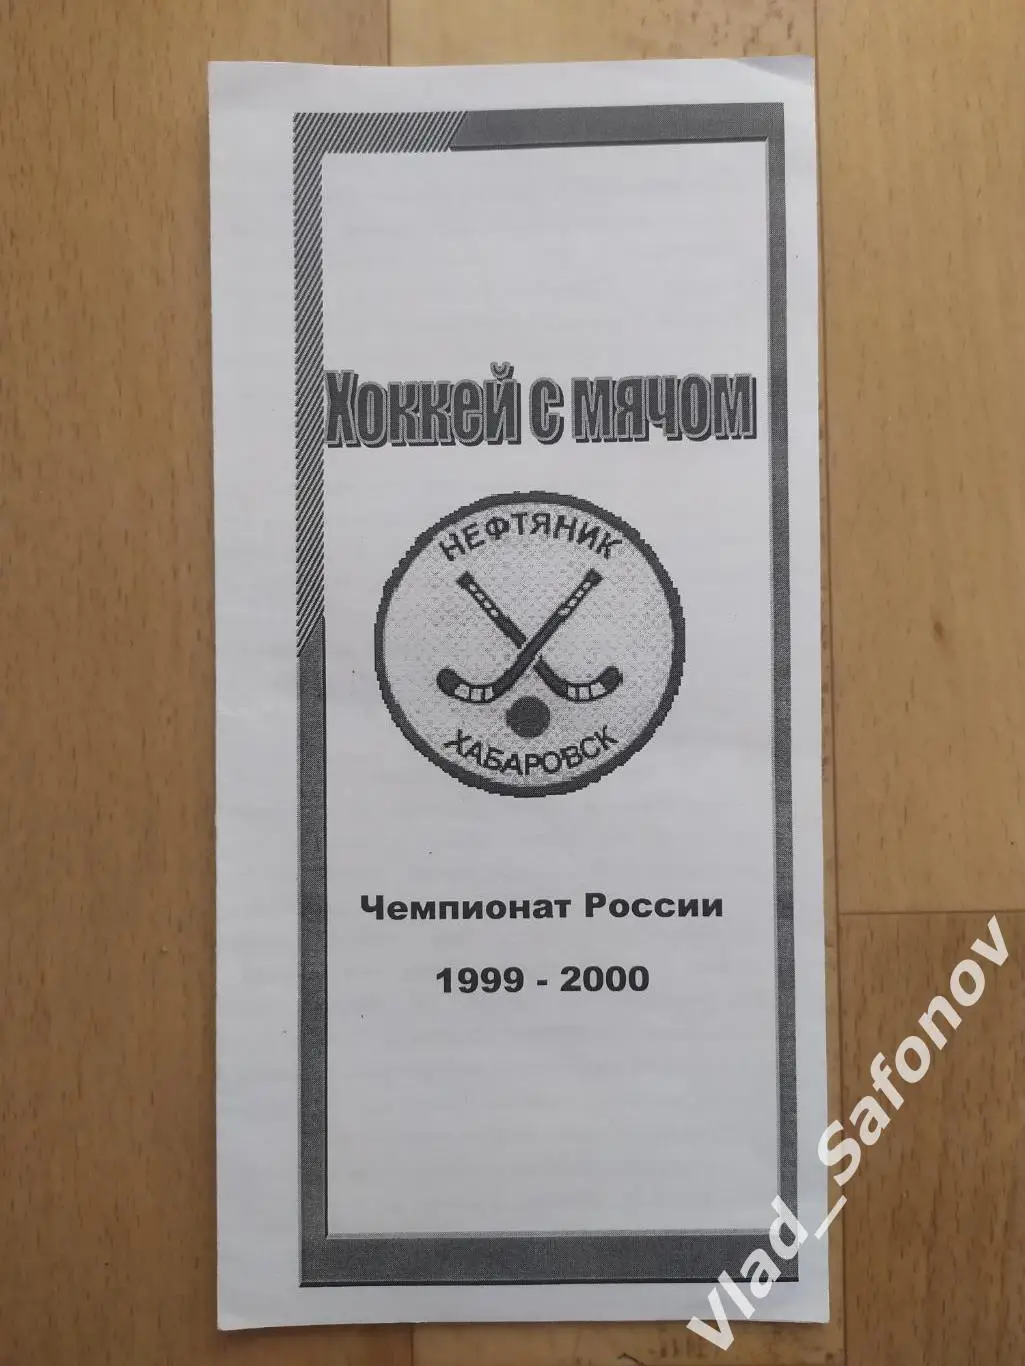 Хоккей с мячом
НЕФТЯНИК
ХАБАРОВСК
Чемпионат России
1999 - 2000
Vlad_Safonov